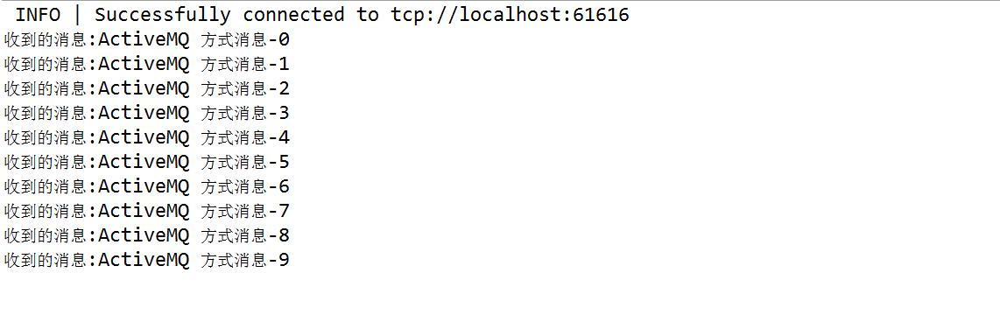 INFO | Successfully connected to tcp://localhost:61616
收到的消息:ActiveMQ 方式消息-0
收到的消息:ActiveMQ 方式消息-1
收到的消息:ActiveMQ 方式消息-2
收到的消息:ActiveMQ 方式消息-3
收到的消息:ActiveMQ 方式消息-4
收到的消息:ActiveMQ 方式消息-5
收到的消息:ActiveMQ 方式消息-6
收到的消息:ActiveMQ 方式消息-7
收到的消息:ActiveMQ 方式消息-8
收到的消息:ActiveMQ 方式消息-9